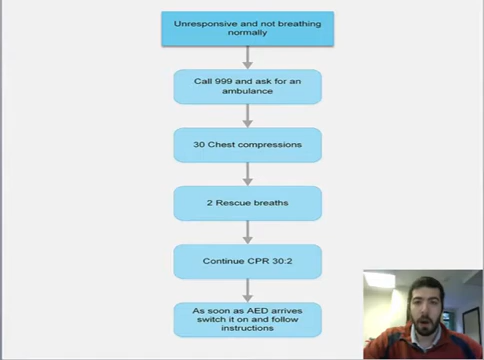 Unresponsive and not breathing
normally
Call 999 and ask for an
ambulance
30 Chest compressions
2 Rescue breaths
Continue CPR 30:2
As soon as AED arrives
switch it on and follow
instructions